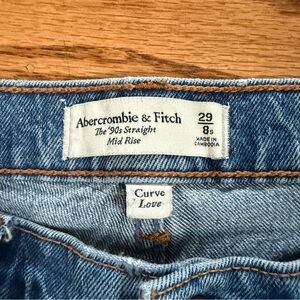 Abercrombie & Fitch
The '90s Straight
Mid Rise
29
8s
MADE IN
CAMBODIA
Curve
Love